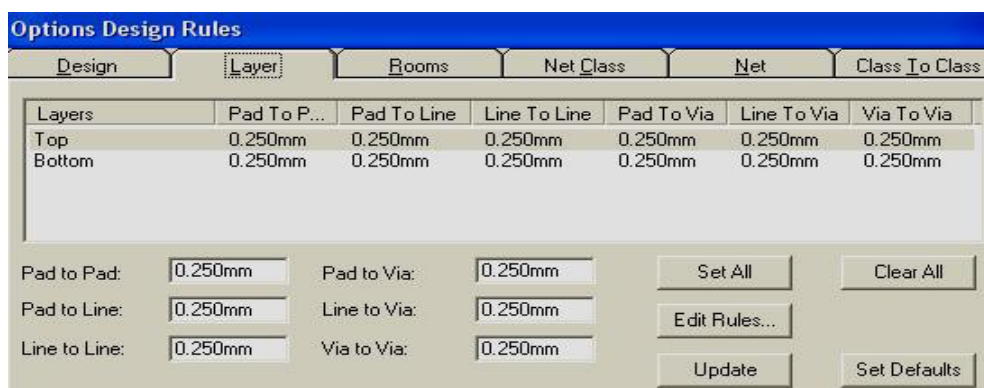 Options Design Rules
Design Layer Rooms Net Class Net Class To Class
Layers Pad To P... Pad To Line Line To Line Pad To Via Line To Via Via To Via
Top 0.250mm 0.250mm 0.250mm 0.250mm 0.250mm 0.250mm
Bottom 0.250mm 0.250mm 0.250mm 0.250mm 0.250mm 0.250mm
Pad to Pad: 0.250mm Pad to Via: 0.250mm Set All Clear All
Pad to Line: 0.250mm Line to Via: 0.250mm Edit Rules...
Line to Line: 0.250mm Via to Via: 0.250mm Update Set Defaults